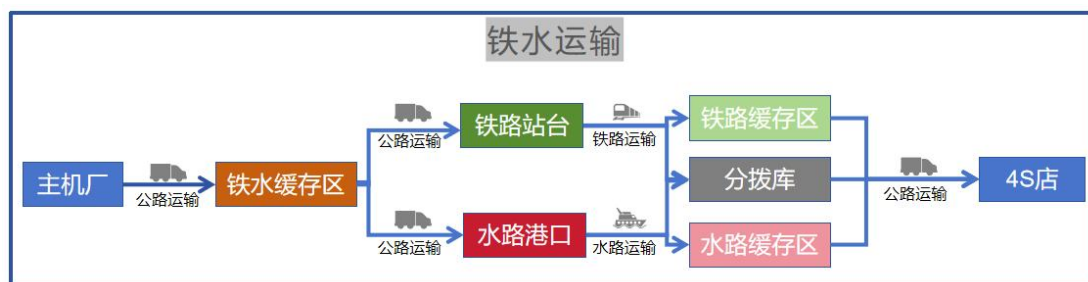 铁水运输
主机厂
公路运输
铁水缓存区
公路运输
铁路站台
铁路运输
铁路缓存区
分拨库
公路运输
4S店
公路运输
水路港口
水路运输
水路缓存区